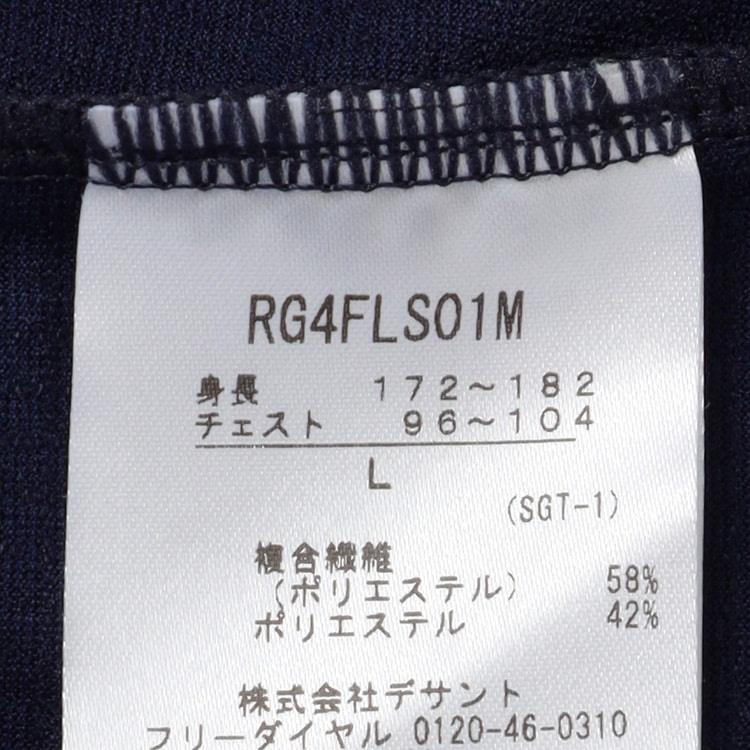 RG4FLS01M
身長 172～182
チェスト 96～104
L
(SGT-1)
複合繊維
(ポリエステル) 58%
ポリエステル 42%
株式会社デサント
フリーダイヤル 0120-46-0310